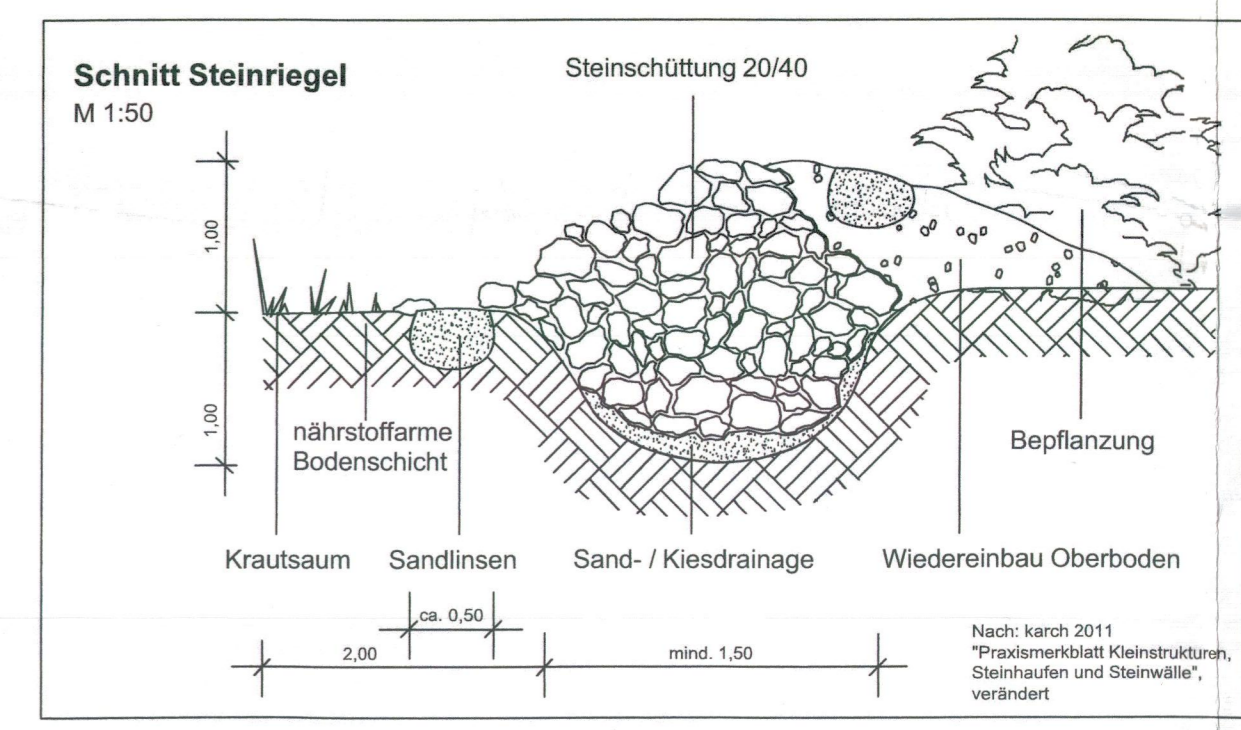 Schnitt Steinriegel
M 1:50
Steinschüttung 20/40
1,00
1,00
nährstoffarme
Bodenschicht
Bepflanzung
Krautsaum
Sandlinsen
Sand- / Kiesdrainage
Wiedereinbau Oberboden
ca. 0,50
2,00
mind. 1,50
Nach: karch 2011
"Praxismerkblatt Kleinstrukturen,
Steinhaufen und Steinwälle",
verändert